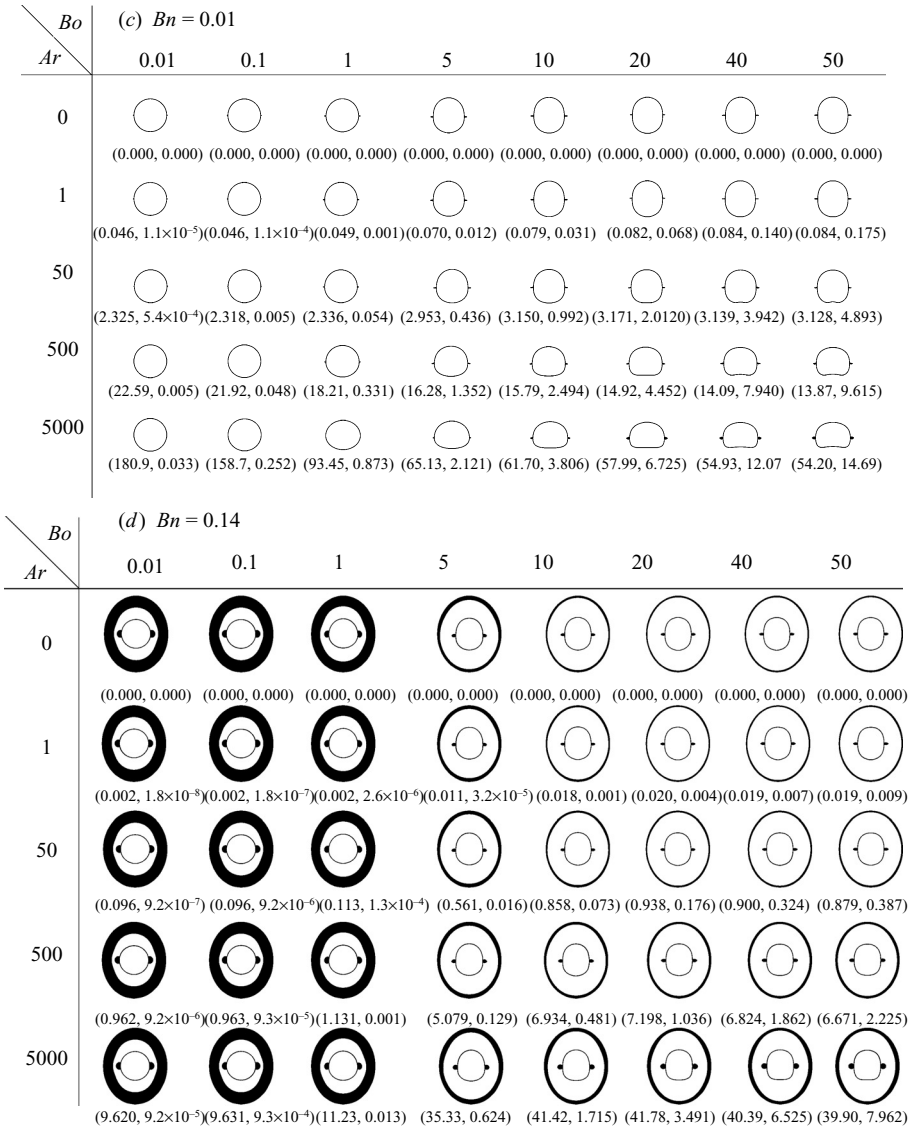 (c) Bn = 0.01
Bo
Ar 0.01 0.1 1 5 10 20 40 50
0
(0.000, 0.000) (0.000, 0.000) (0.000, 0.000) (0.000, 0.000) (0.000, 0.000) (0.000, 0.000) (0.000, 0.000) (0.000, 0.000)
1
(0.046, 1.1×10⁻⁵)(0.046, 1.1×10⁻⁴)(0.049, 0.001)(0.070, 0.012) (0.079, 0.031) (0.082, 0.068) (0.084, 0.140) (0.084, 0.175)
50
(2.325, 5.4×10⁻⁴)(2.318, 0.005) (2.336, 0.054) (2.953, 0.436) (3.150, 0.992) (3.171, 2.0120) (3.139, 3.942) (3.128, 4.893)
500
(22.59, 0.005) (21.92, 0.048) (18.21, 0.331) (16.28, 1.352) (15.79, 2.494) (14.92, 4.452) (14.09, 7.940) (13.87, 9.615)
5000
(180.9, 0.033) (158.7, 0.252) (93.45, 0.873) (65.13, 2.121) (61.70, 3.806) (57.99, 6.725) (54.93, 12.07 (54.20, 14.69)
(d) Bn = 0.14
Bo
Ar 0.01 0.1 1 5 10 20 40 50
0
(0.000, 0.000) (0.000, 0.000) (0.000, 0.000) (0.000, 0.000) (0.000, 0.000) (0.000, 0.000) (0.000, 0.000) (0.000, 0.000)
1
(0.002, 1.8×10⁻⁸)(0.002, 1.8×10⁻⁷)(0.002, 2.6×10⁻⁶)(0.011, 3.2×10⁻⁵) (0.018, 0.001) (0.020, 0.004) (0.019, 0.007) (0.019, 0.009)
50
(0.096, 9.2×10⁻⁷) (0.096, 9.2×10⁻⁶)(0.113, 1.3×10⁻⁴) (0.561, 0.016) (0.858, 0.073) (0.938, 0.176) (0.900, 0.324) (0.879, 0.387)
500
(0.962, 9.2×10⁻⁶)(0.963, 9.3×10⁻⁵)(1.131, 0.001) (5.079, 0.129) (6.934, 0.481) (7.198, 1.036) (6.824, 1.862) (6.671, 2.225)
5000
(9.620, 9.2×10⁻⁵)(9.631, 9.3×10⁻⁴)(11.23, 0.013) (35.33, 0.624) (41.42, 1.715) (41.78, 3.491) (40.39, 6.525) (39.90, 7.962)